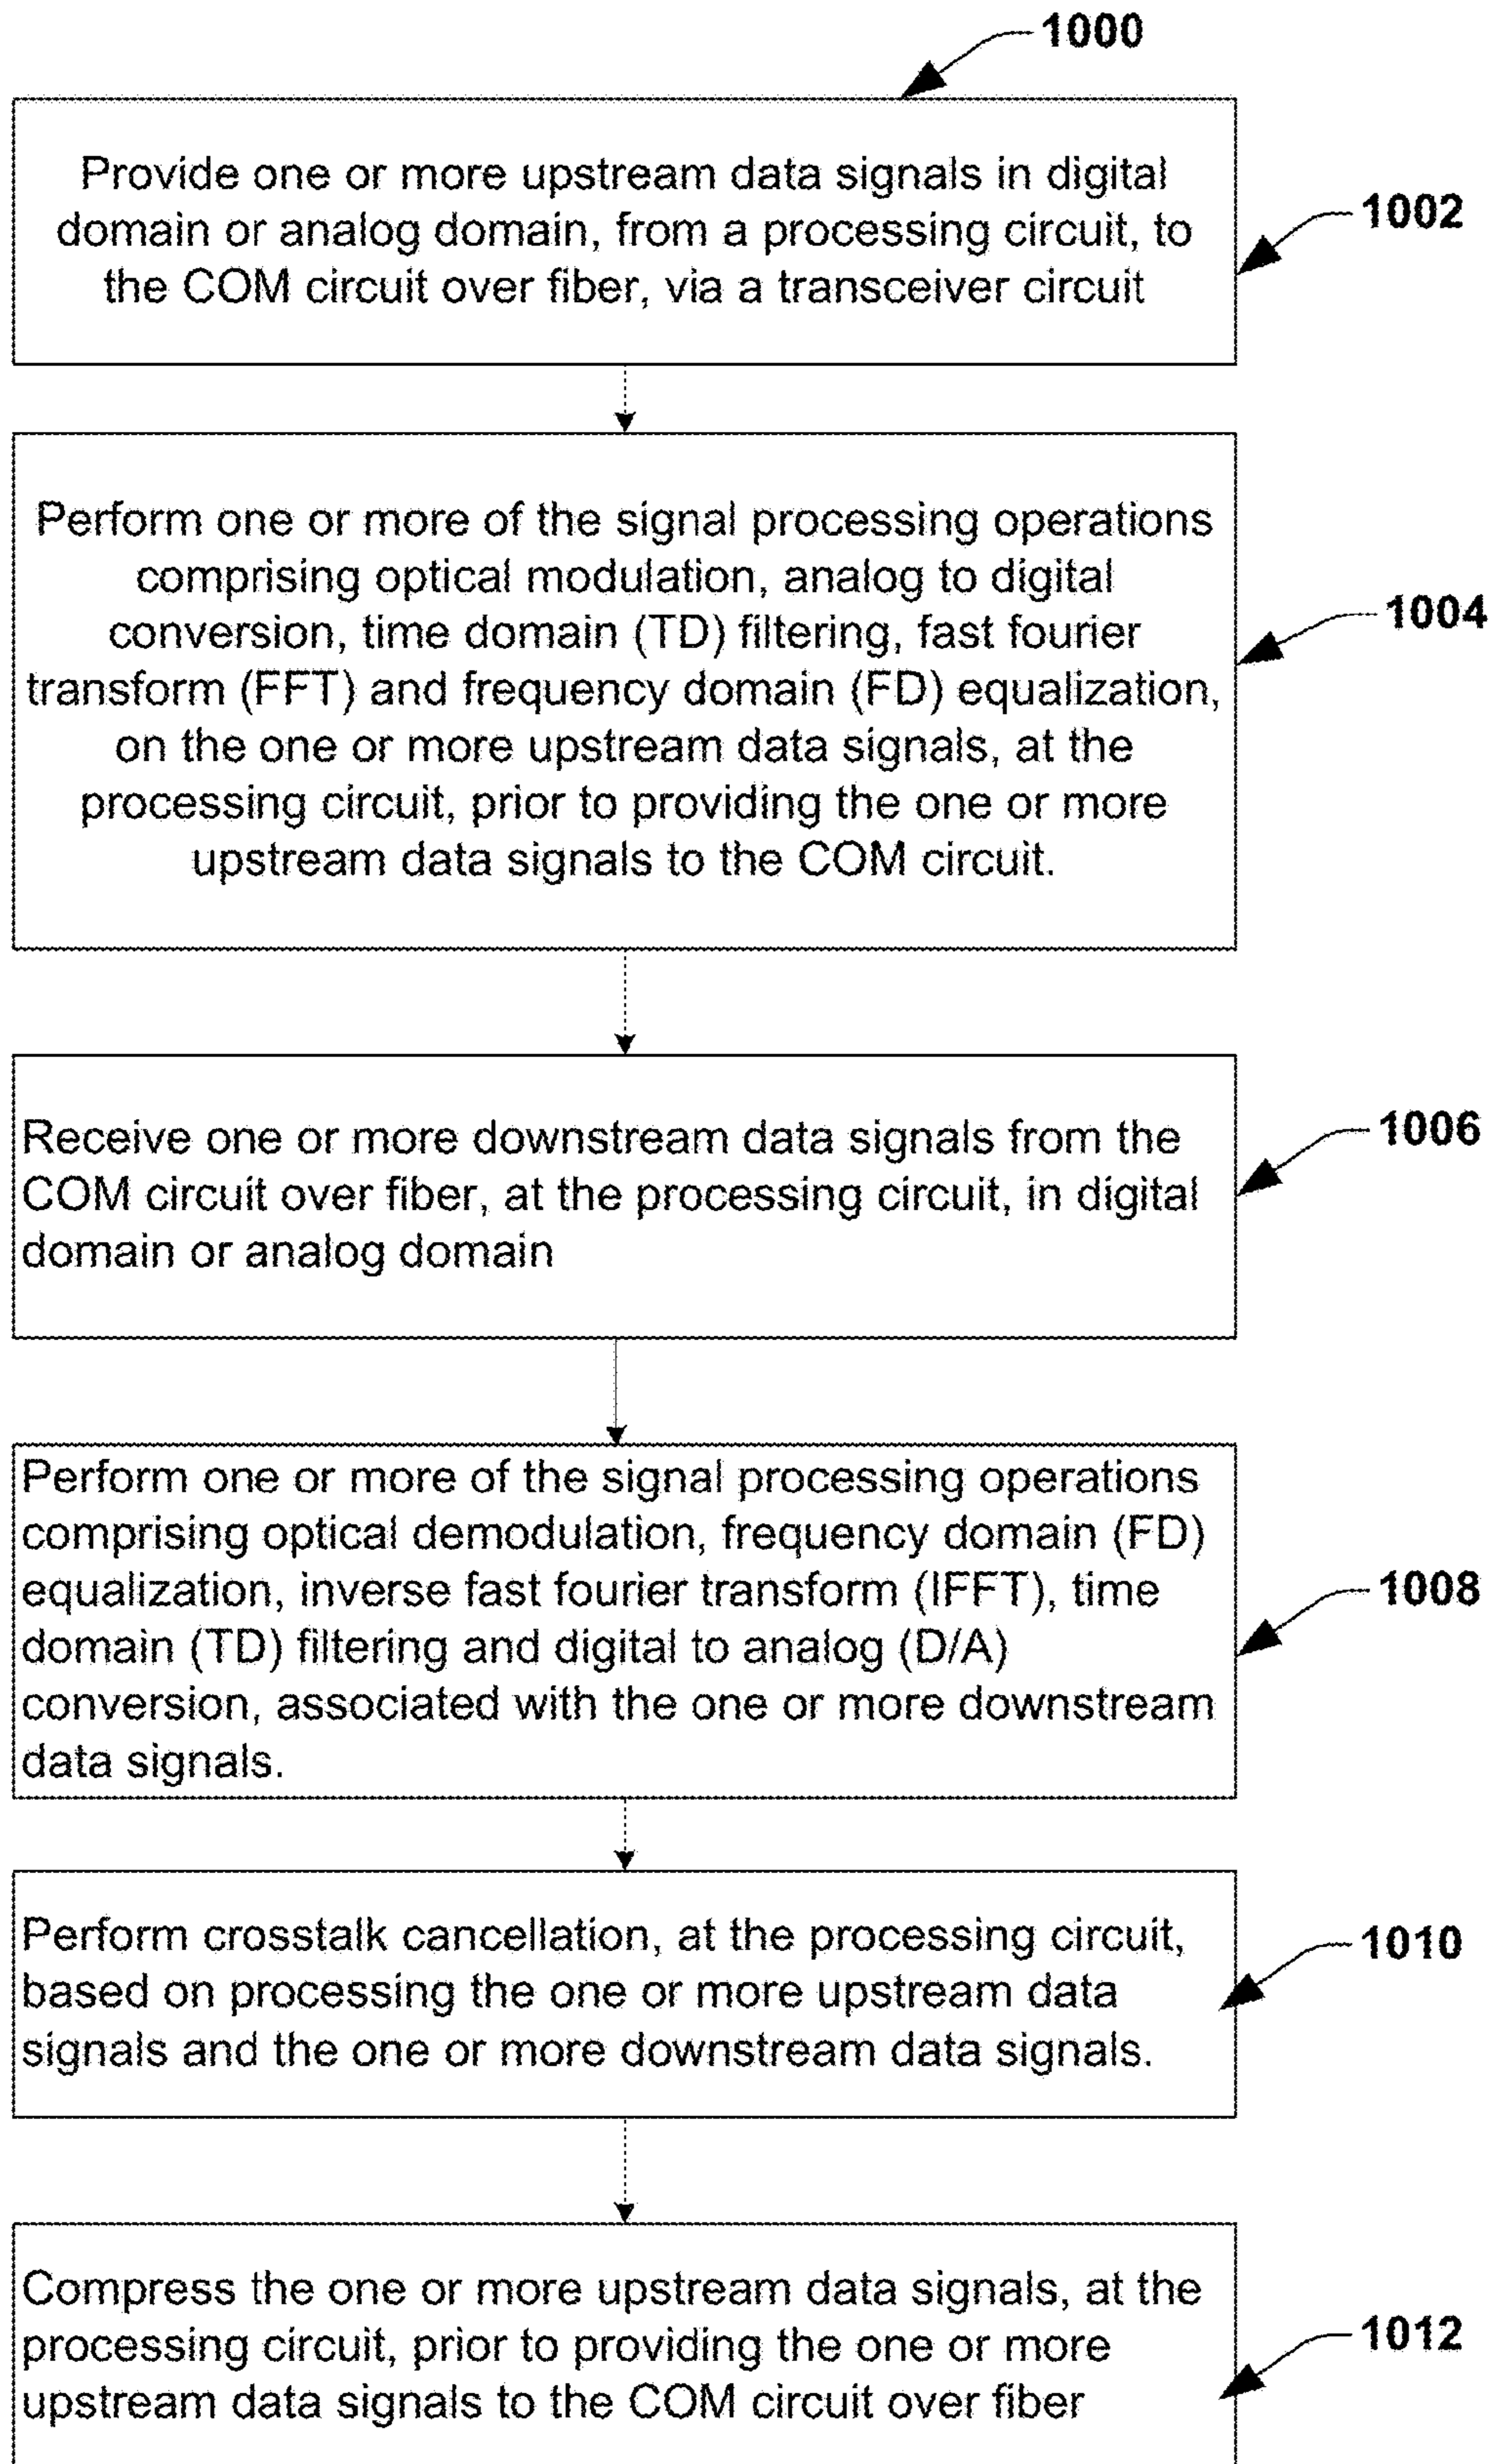 1000
Provide one or more upstream data signals in digital
domain or analog domain, from a processing circuit, to
the COM circuit over fiber, via a transceiver circuit
1002
Perform one or more of the signal processing operations
comprising optical modulation, analog to digital
conversion, time domain (TD) filtering, fast fourier
transform (FFT) and frequency domain (FD) equalization,
on the one or more upstream data signals, at the
processing circuit, prior to providing the one or more
upstream data signals to the COM circuit.
1004
Receive one or more downstream data signals from the
COM circuit over fiber, at the processing circuit, in digital
domain or analog domain
1006
Perform one or more of the signal processing operations
comprising optical demodulation, frequency domain (FD)
equalization, inverse fast fourier transform (IFFT), time
domain (TD) filtering and digital to analog (D/A)
conversion, associated with the one or more downstream
data signals.
1008
Perform crosstalk cancellation, at the processing circuit,
based on processing the one or more upstream data
signals and the one or more downstream data signals.
1010
Compress the one or more upstream data signals, at the
processing circuit, prior to providing the one or more
upstream data signals to the COM circuit over fiber
1012